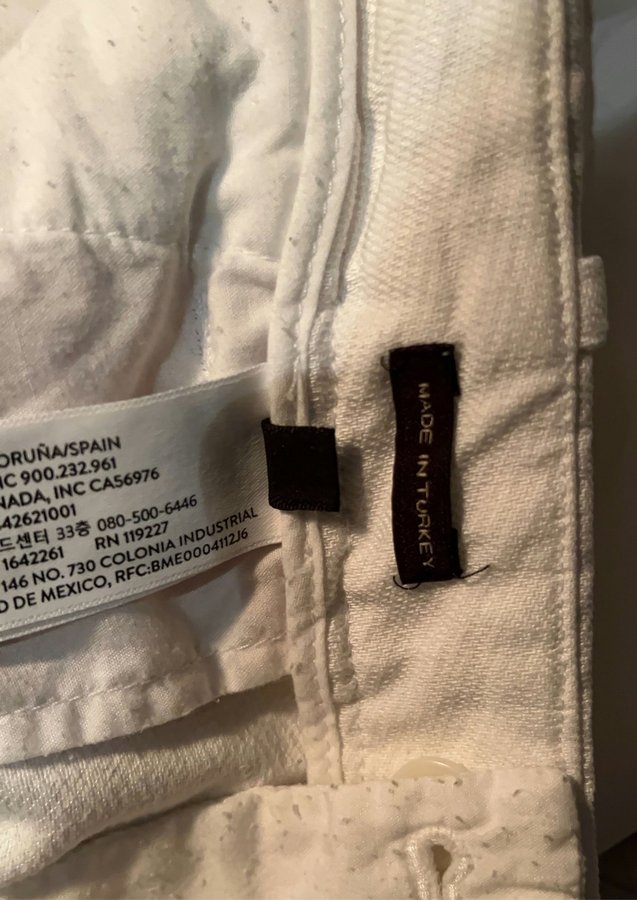 ORUÑA/SPAIN
NC 900.232.961
NADA, INC CA56976
42621001
드센터 33층 080-500-6446
1642261 RN 119227
146 NO. 730 COLONIA INDUSTRIAL
O DE MEXICO, RFC:BME0004112J6
MADE IN TURKEY